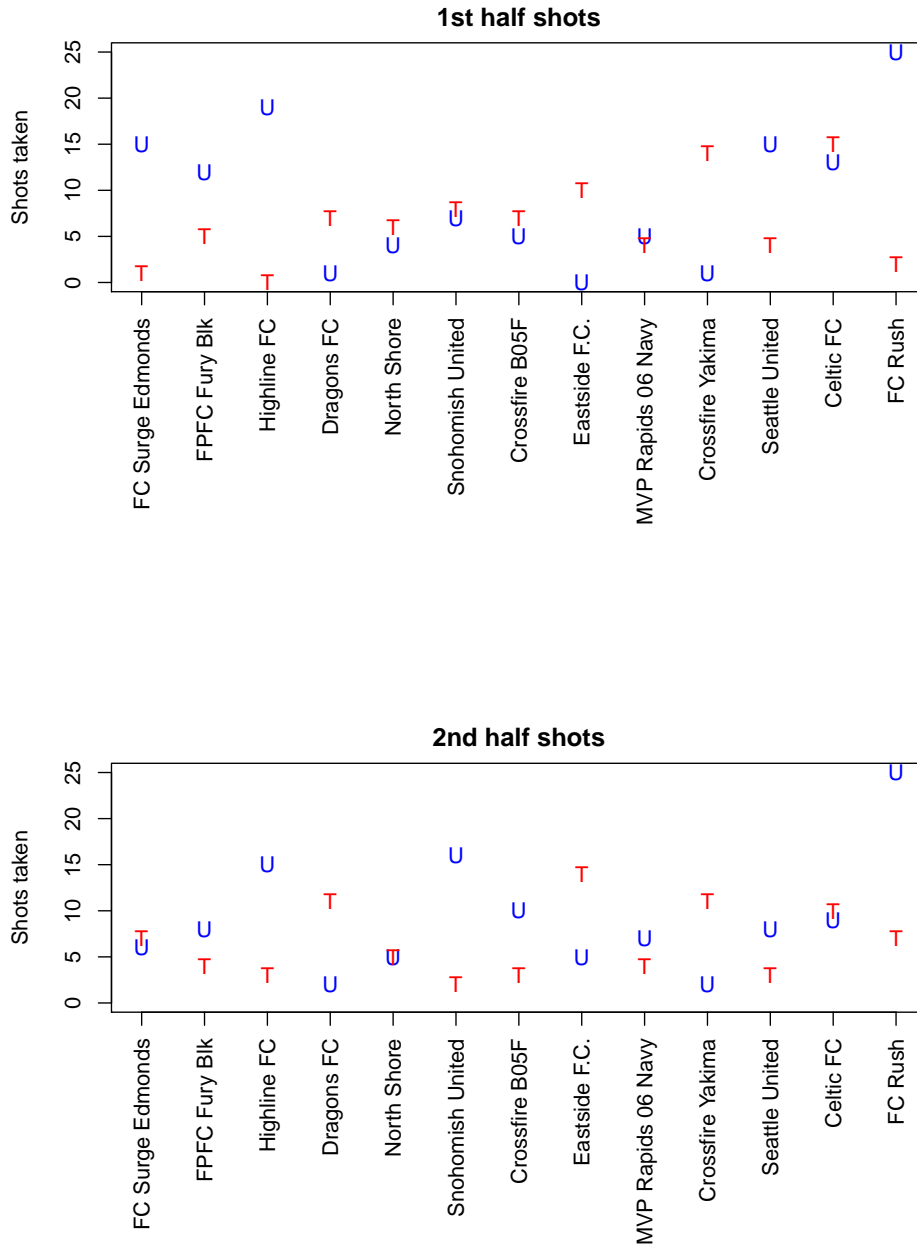 1st half shots
Shots taken
25
20
15
10
5
0
U U U U U U U U U U U U U
T T T T T T T T T T T T T
FC Surge Edmonds
FPFC Fury Blk
Highline FC
Dragons FC
North Shore
Snohomish United
Crossfire B05F
Eastside F.C.
MVP Rapids 06 Navy
Crossfire Yakima
Seattle United
Celtic FC
FC Rush
2nd half shots
Shots taken
25
20
15
10
5
0
U U U U U U U U U U U U U
T T T T T T T T T T T T T
FC Surge Edmonds
FPFC Fury Blk
Highline FC
Dragons FC
North Shore
Snohomish United
Crossfire B05F
Eastside F.C.
MVP Rapids 06 Navy
Crossfire Yakima
Seattle United
Celtic FC
FC Rush